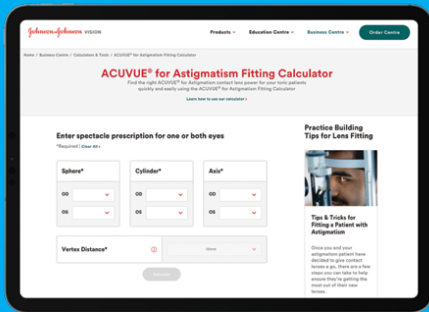 Johnson & Johnson VISION
Products
Education Centre
Business Centre
Order Centre
Home / Business Centre / Calculators & Tools / ACUVUE® for Astigmatism Fitting Calculator
ACUVUE® for Astigmatism Fitting Calculator
Find the right ACUVUE® for Astigmatism contact lens power for your toric patients
quickly and easily using the ACUVUE® for Astigmatism Fitting Calculator
Learn how to use our calculator >
Enter spectacle prescription for one or both eyes
*Required | Clear All >
Sphere*
Cylinder*
Axis*
OD
OD
OD
OS
OS
OS
Vertex Distance*
Practice Building
Tips for Lens Fitting
Tips & Tricks for
Fitting a Patient with
Astigmatism
Once you and your
astigmatism patient have
decided to give contact
lenses a go, there are a few
steps you can take to help
ensure they're getting the
most out of their new
lenses.